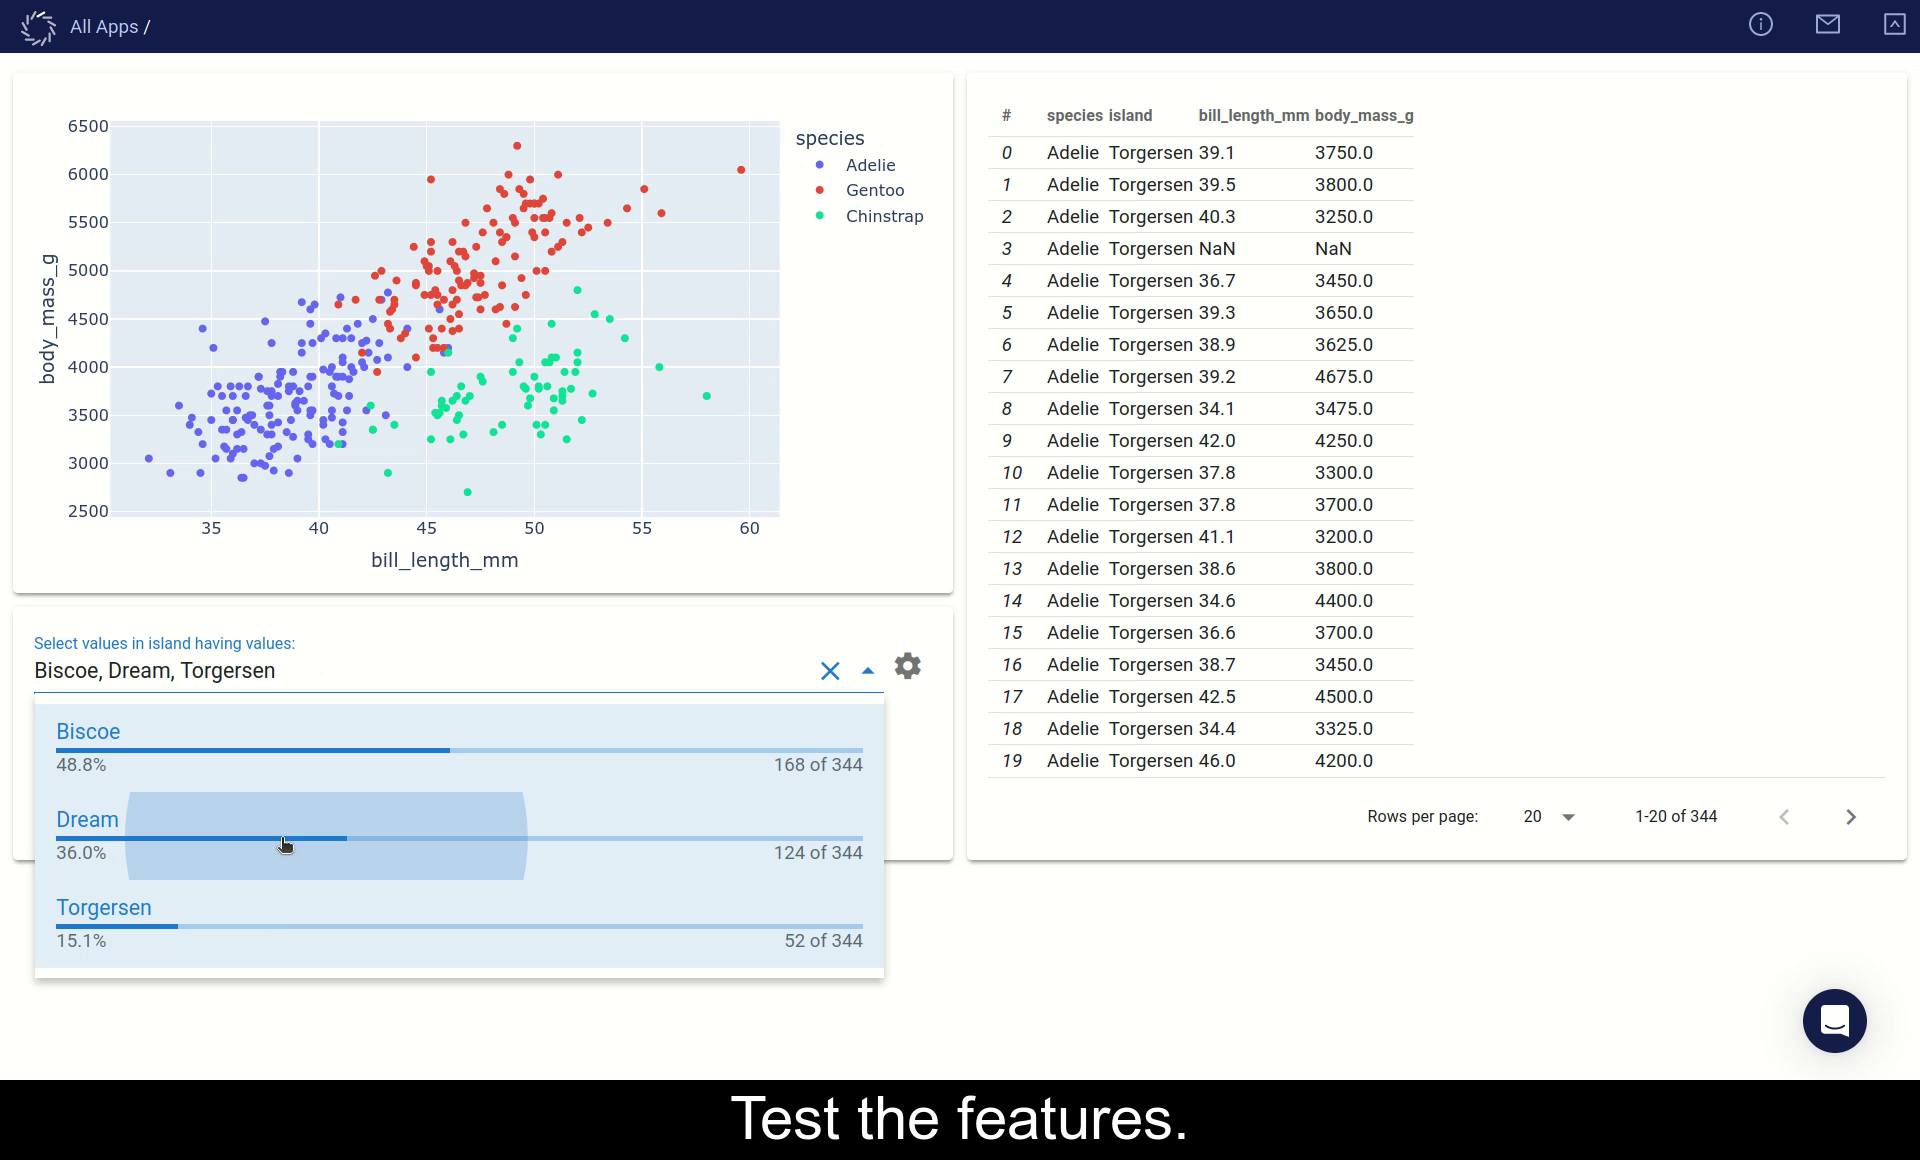 All Apps /
6500
6000
5500
5000
4500
4000
3500
3000
2500
body_mass_g
35 40 45 50 55 60
bill_length_mm
species
Adelie
Gentoo
Chinstrap
Select values in island having values:
Biscoe, Dream, Torgersen
Biscoe
48.8% 168 of 344
Dream
36.0% 124 of 344
Torgersen
15.1% 52 of 344
# species island bill_length_mm body_mass_g
0 Adelie Torgersen 39.1 3750.0
1 Adelie Torgersen 39.5 3800.0
2 Adelie Torgersen 40.3 3250.0
3 Adelie Torgersen NaN NaN
4 Adelie Torgersen 36.7 3450.0
5 Adelie Torgersen 39.3 3650.0
6 Adelie Torgersen 38.9 3625.0
7 Adelie Torgersen 39.2 4675.0
8 Adelie Torgersen 34.1 3475.0
9 Adelie Torgersen 42.0 4250.0
10 Adelie Torgersen 37.8 3300.0
11 Adelie Torgersen 37.8 3700.0
12 Adelie Torgersen 41.1 3200.0
13 Adelie Torgersen 38.6 3800.0
14 Adelie Torgersen 34.6 4400.0
15 Adelie Torgersen 36.6 3700.0
16 Adelie Torgersen 38.7 3450.0
17 Adelie Torgersen 42.5 4500.0
18 Adelie Torgersen 34.4 3325.0
19 Adelie Torgersen 46.0 4200.0
Rows per page: 20 1-20 of 344
Test the features.